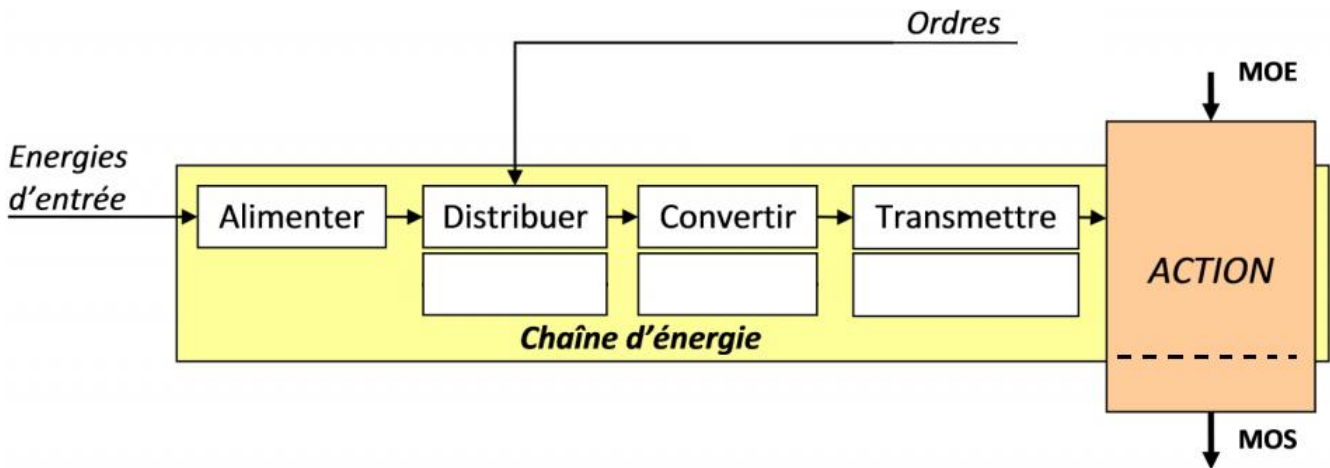 Ordres
MOE
Energies
d'entrée
Alimenter
Distribuer
Convertir
Transmettre
ACTION
Chaîne d'énergie
MOS